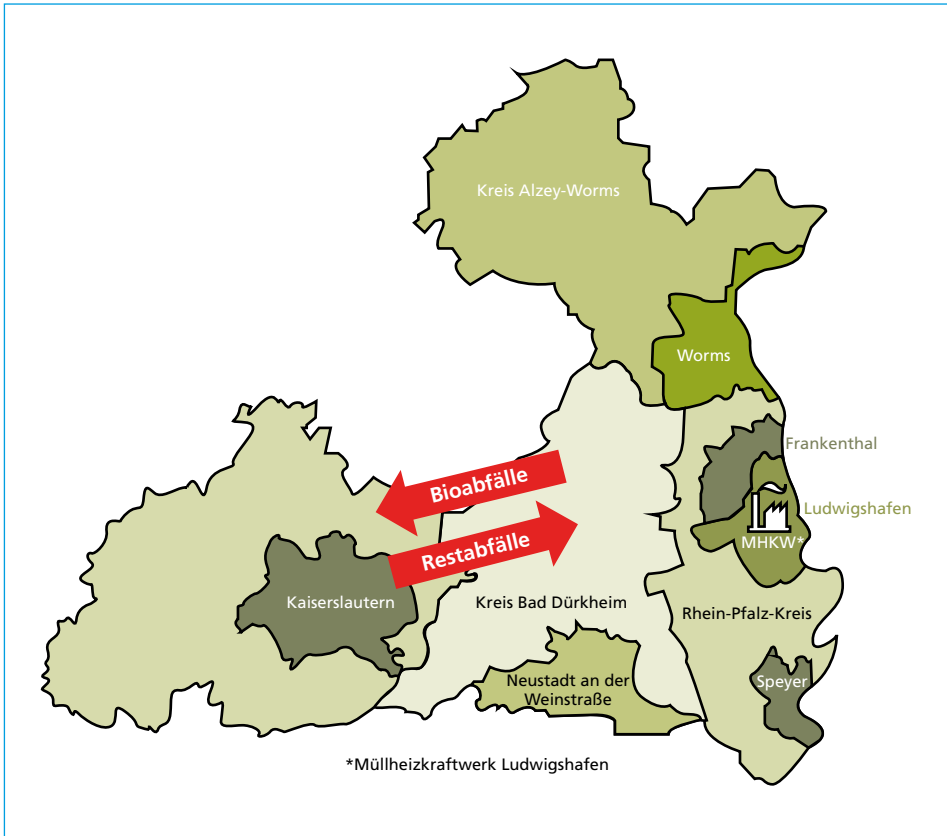 Kreis Alzey-Worms
Worms
Frankenthal
Bioabfälle
Ludwigshafen
MHKW*
Restabfälle
Kaiserslautern
Kreis Bad Dürkheim
Rhein-Pfalz-Kreis
Neustadt an der
Weinstraße
Speyer
*Müllheizkraftwerk Ludwigshafen